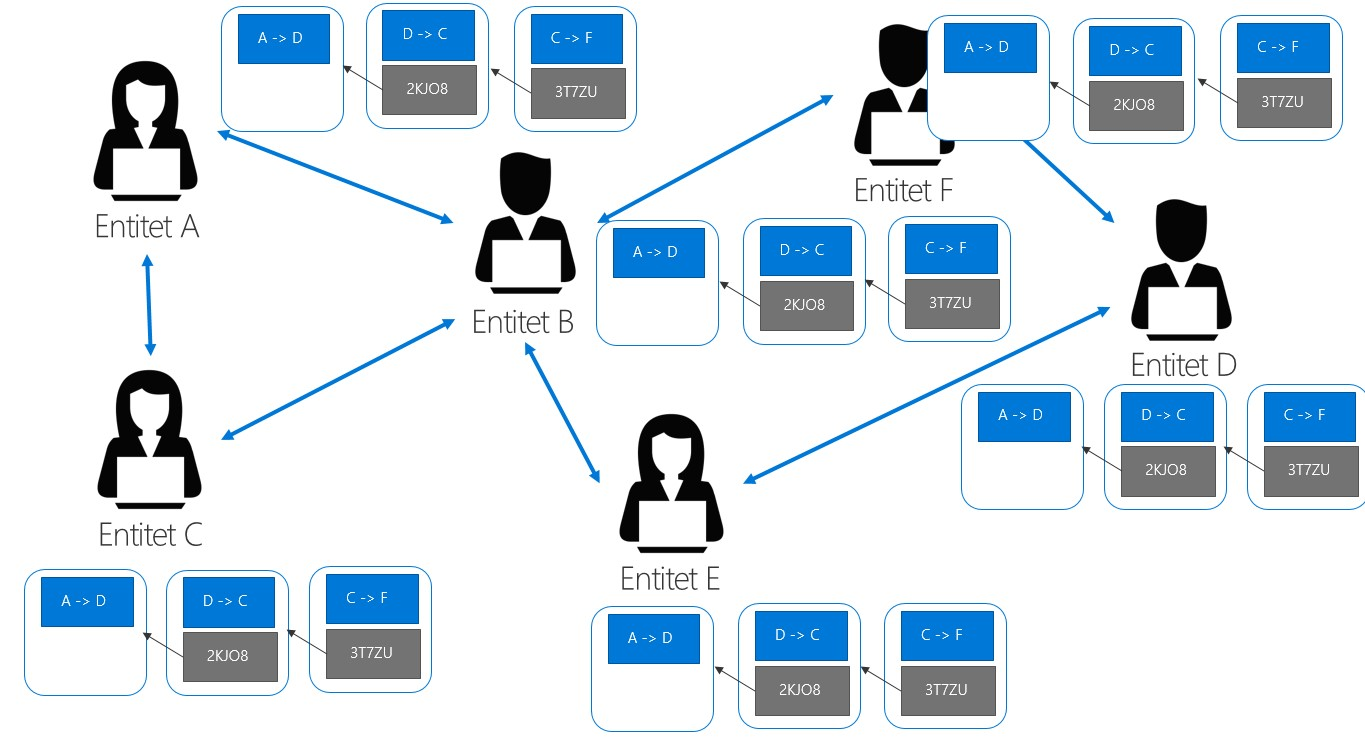 A -> D
D -> C
2KJO8
C -> F
3T7ZU
Entitet A
A -> D
D -> C
2KJO8
C -> F
3T7ZU
Entitet F
Entitet B
A -> D
D -> C
2KJO8
C -> F
3T7ZU
Entitet D
A -> D
D -> C
2KJO8
C -> F
3T7ZU
Entitet C
A -> D
D -> C
2KJO8
C -> F
3T7ZU
Entitet E
A -> D
D -> C
2KJO8
C -> F
3T7ZU